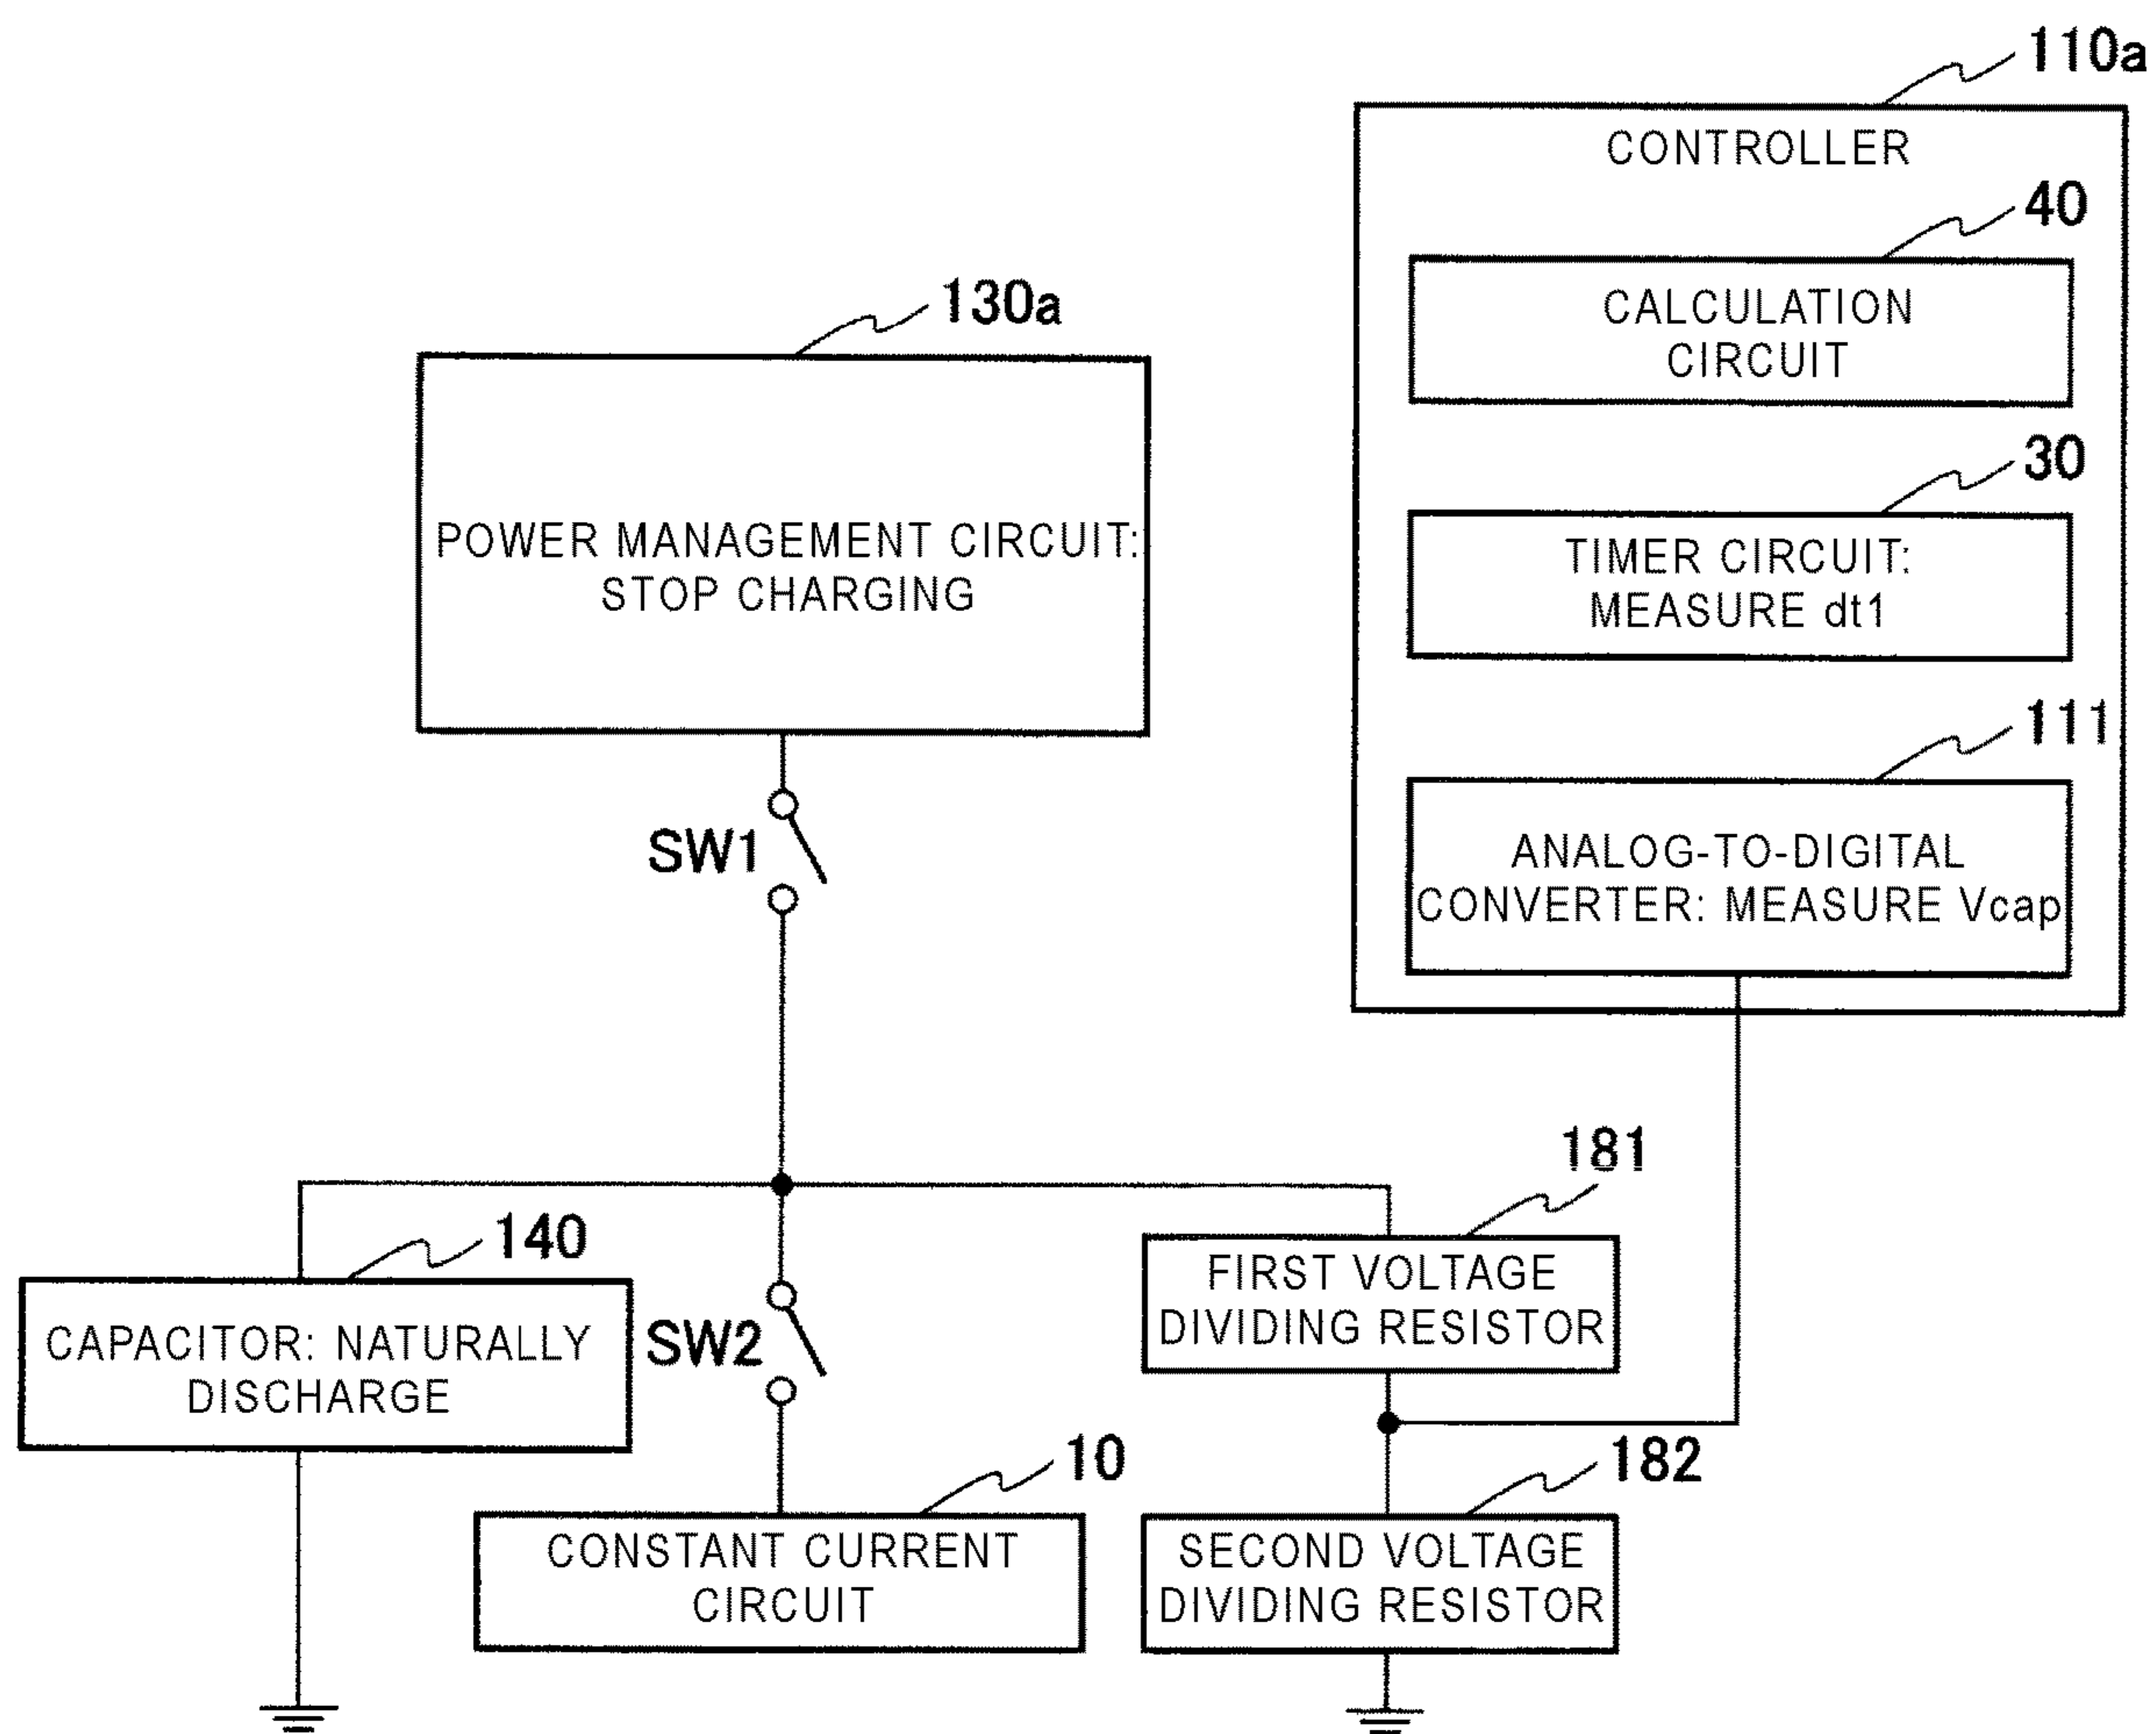 110a
CONTROLLER
40
CALCULATION
CIRCUIT
130a
POWER MANAGEMENT CIRCUIT:
STOP CHARGING
30
TIMER CIRCUIT:
MEASURE dt1
111
ANALOG-TO-DIGITAL
CONVERTER: MEASURE Vcap
SW1
181
FIRST VOLTAGE
DIVIDING RESISTOR
140
CAPACITOR: NATURALLY
DISCHARGE
SW2
10
CONSTANT CURRENT
CIRCUIT
182
SECOND VOLTAGE
DIVIDING RESISTOR